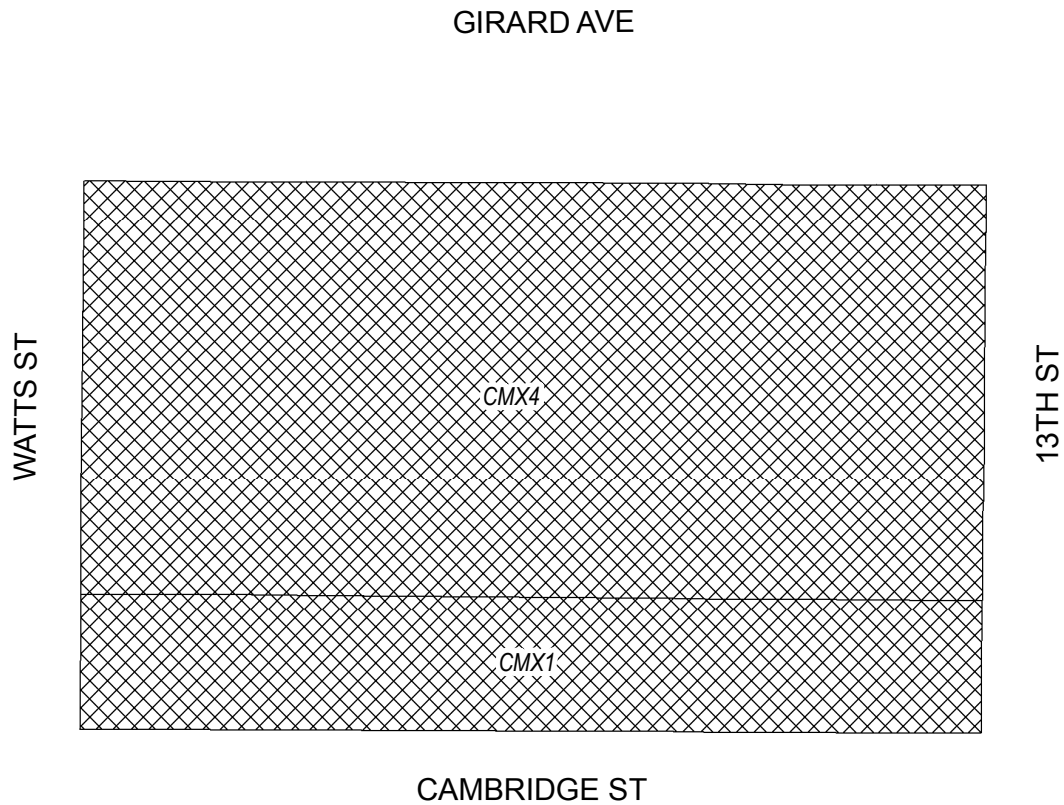 GIRARD AVE
WATTS ST
CMX4
13TH ST
CMX1
CAMBRIDGE ST